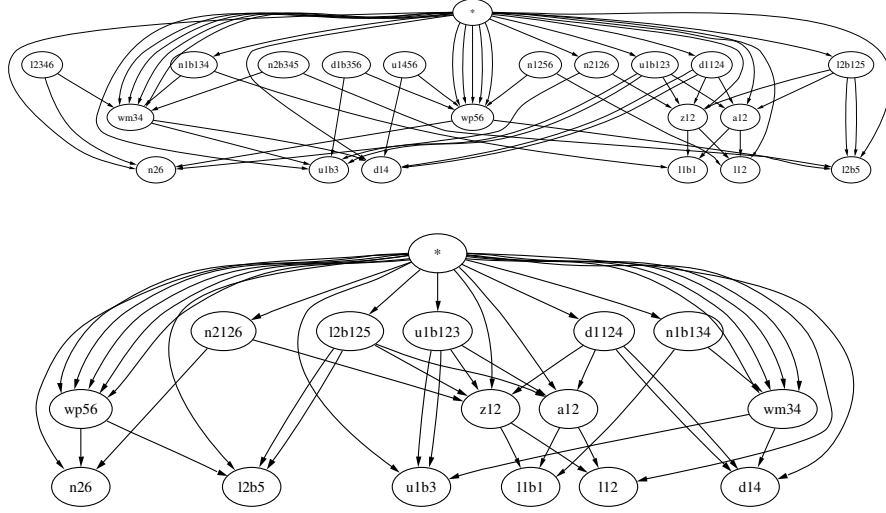 *
l2346 n1b134 n2b345 d1b356 u1456 n1256 n2126 u1b123 d1124 l2b125
wm34 wp56 z12 a12
n26 u1b3 d14 l1b1 l12 l2b5
*
n2126 l2b125 u1b123 d1124 n1b134
wp56 z12 a12 wm34
n26 l2b5 u1b3 l1b1 l12 d14